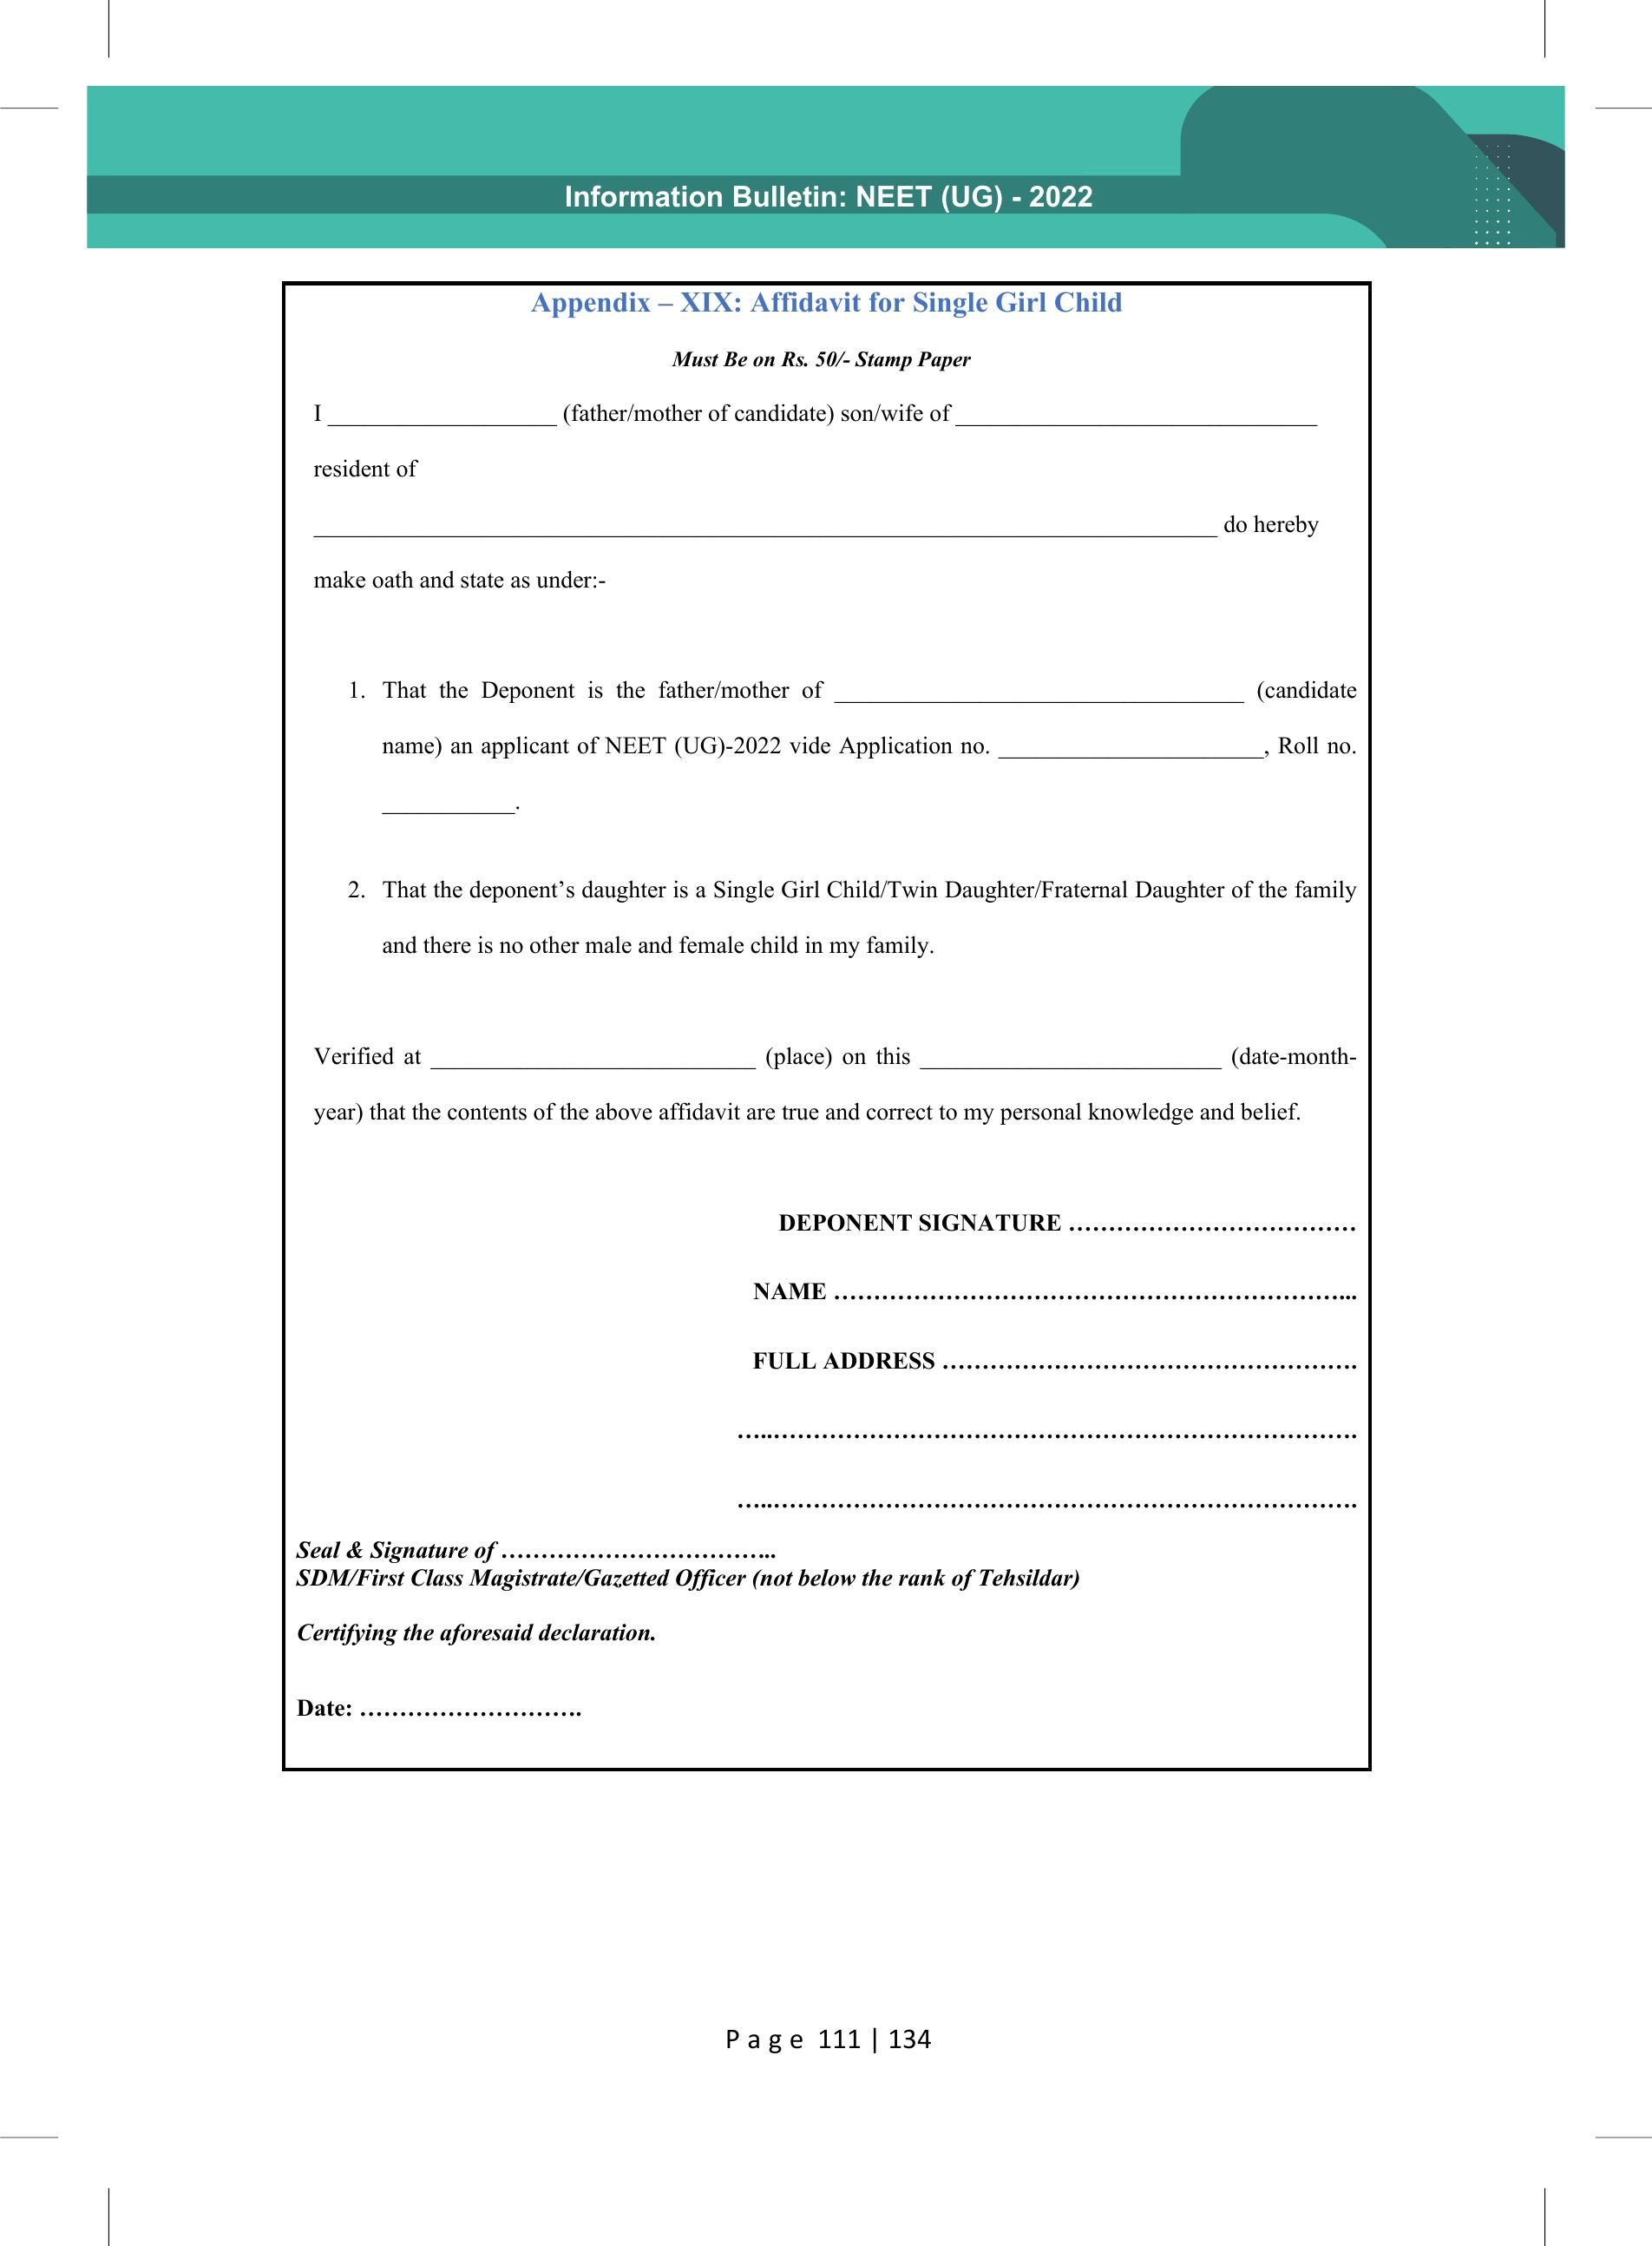 Information Bulletin: NEET (UG) - 2022
Appendix – XIX: Affidavit for Single Girl Child
Must Be on Rs. 50/- Stamp Paper
I ___________________ (father/mother of candidate) son/wife of ______________________________
resident of
___________________________________________________________________________ do hereby
make oath and state as under:-
1. That the Deponent is the father/mother of __________________________________ (candidate
name) an applicant of NEET (UG)-2022 vide Application no. ______________________, Roll no.
___________.
2. That the deponent’s daughter is a Single Girl Child/Twin Daughter/Fraternal Daughter of the family
and there is no other male and female child in my family.
Verified at ___________________________ (place) on this _________________________ (date-month-
year) that the contents of the above affidavit are true and correct to my personal knowledge and belief.
DEPONENT SIGNATURE ………………………………
NAME ………………………………………………………...
FULL ADDRESS …………………………………………….
…..……………………………………………………………….
…..……………………………………………………………….
Seal & Signature of ……………………………..
SDM/First Class Magistrate/Gazetted Officer (not below the rank of Tehsildar)
Certifying the aforesaid declaration.
Date: ……………………….
Page 111 | 134